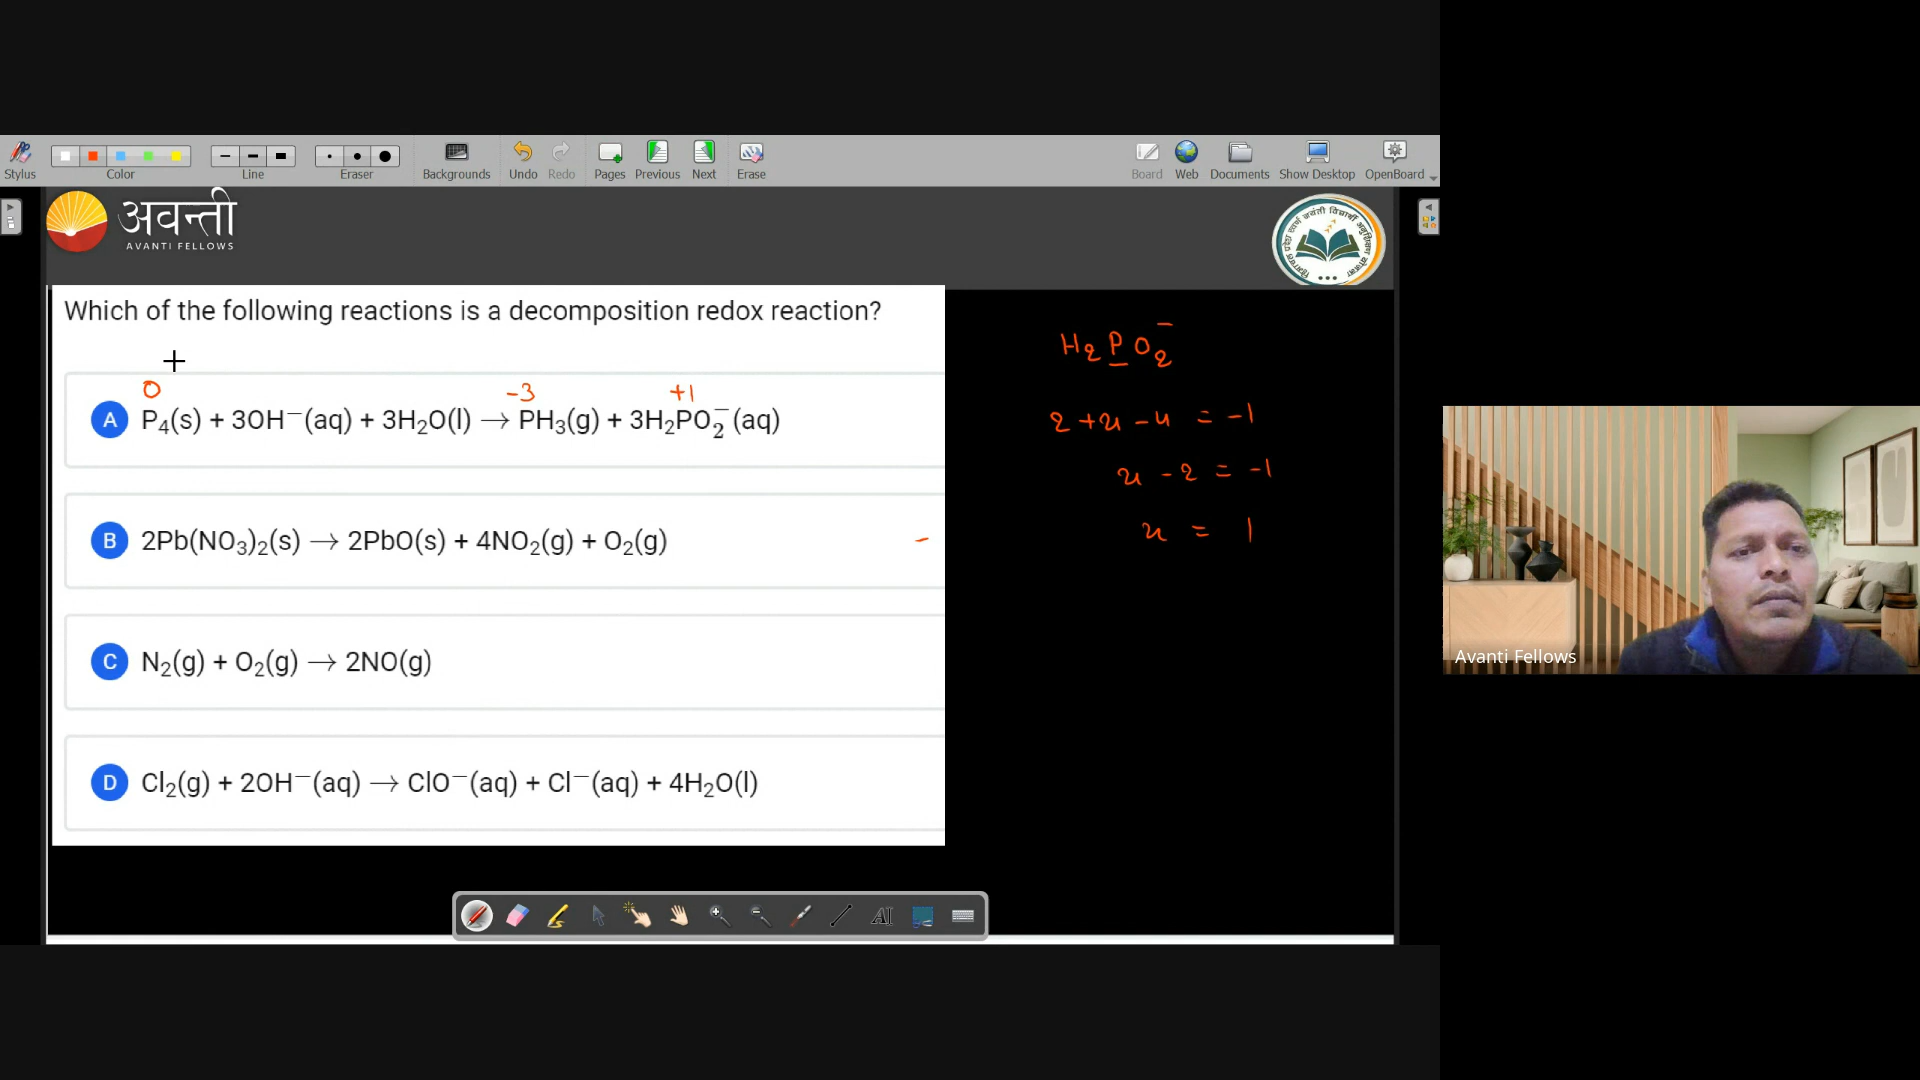 Stylus Color Line Eraser Backgrounds Undo Redo Pages Previous Next Erase Board Web Documents Show Desktop OpenBoard
अवन्ती
AVANTI FELLOWS
Which of the following reactions is a decomposition redox reaction?
0 -3 +1
A P₄(s) + 3OH⁻(aq) + 3H₂O(l) → PH₃(g) + 3H₂PO₂⁻(aq)
B 2Pb(NO₃)₂(s) → 2PbO(s) + 4NO₂(g) + O₂(g) -
C N₂(g) + O₂(g) → 2NO(g)
D Cl₂(g) + 2OH⁻(aq) → ClO⁻(aq) + Cl⁻(aq) + 4H₂O(l)
H₂PO₂⁻
2 + x - 4 = -1
x - 2 = -1
x = 1
Avanti Fellows